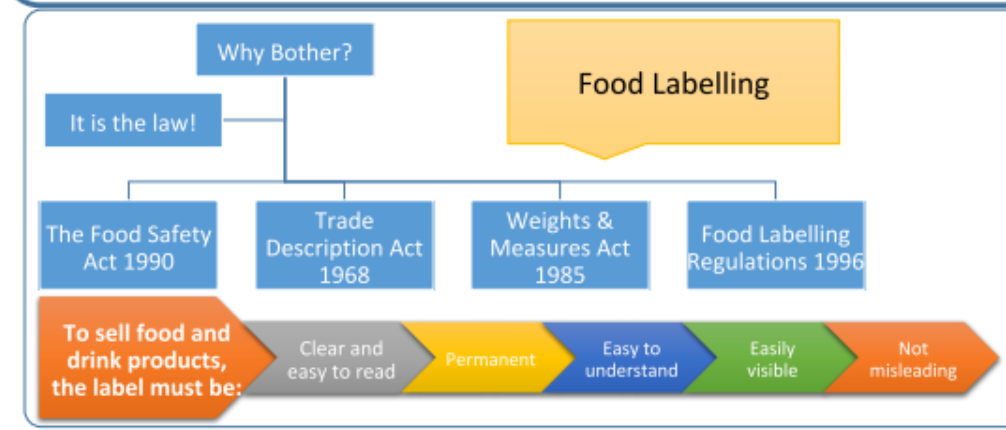 Why Bother?
Food Labelling
It is the law!
The Food Safety
Act 1990
Trade
Description Act
1968
Weights &
Measures Act
1985
Food Labelling
Regulations 1996
To sell food and
drink products,
the label must be:
Clear and
easy to read
Permanent
Easy to
understand
Easily
visible
Not
misleading